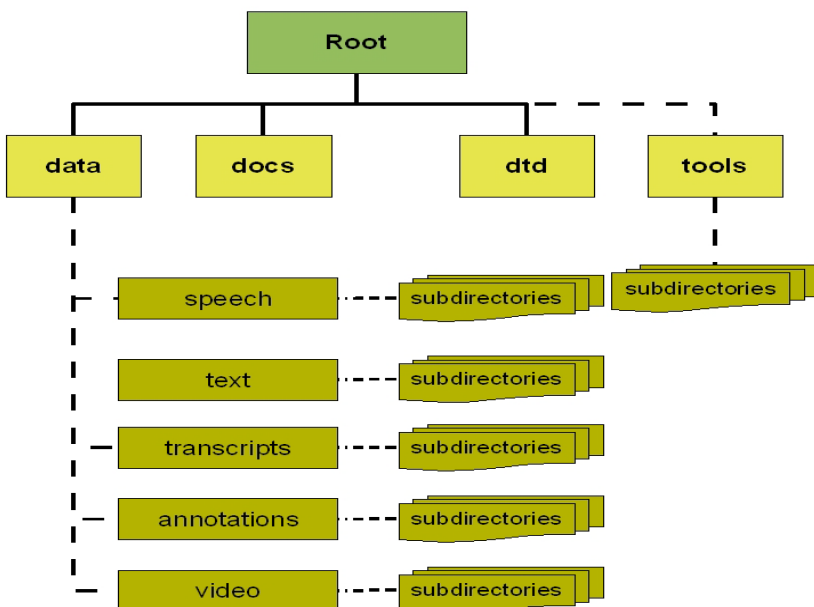 Root
data
docs
dtd
tools
speech
subdirectories
subdirectories
text
subdirectories
transcripts
subdirectories
annotations
subdirectories
video
subdirectories